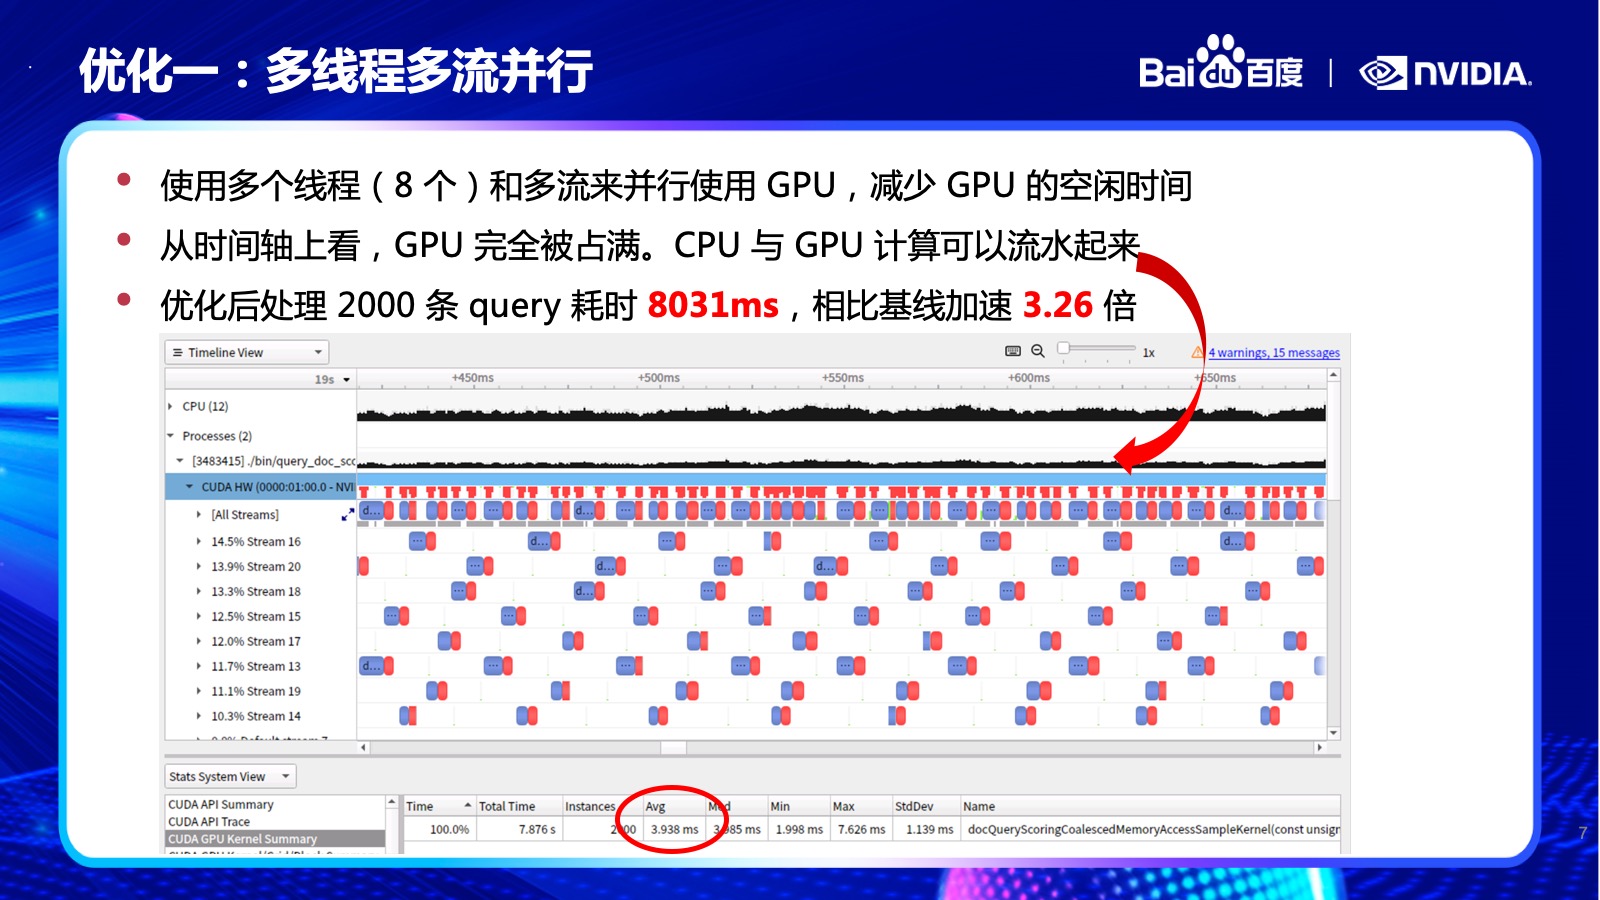 优化一：多线程多流并行
Baidu百度 | NVIDIA.
• 使用多个线程（8 个）和多流来并行使用 GPU，减少 GPU 的空闲时间
• 从时间轴上看，GPU 完全被占满。CPU 与 GPU 计算可以流水起来
• 优化后处理 2000 条 query 耗时 8031ms，相比基线加速 3.26 倍
Timeline View
1x
4 warnings, 15 messages
19s
+450ms +500ms +550ms +600ms +650ms
CPU (12)
Processes (2)
[3483415] ./bin/query_doc_sco
CUDA HW (0000:01:00.0 - NVI
[All Streams]
14.5% Stream 16
13.9% Stream 20
13.3% Stream 18
12.5% Stream 15
12.0% Stream 17
11.7% Stream 13
11.1% Stream 19
10.3% Stream 14
Stats System View
CUDA API Summary
CUDA API Trace
CUDA GPU Kernel Summary
Time Total Time Instances Avg Med Min Max StdDev Name
100.0% 7.876 s 2000 3.938 ms 3.985 ms 1.998 ms 7.626 ms 1.139 ms docQueryScoringCoalescedMemoryAccessSampleKernel(const unsign
7